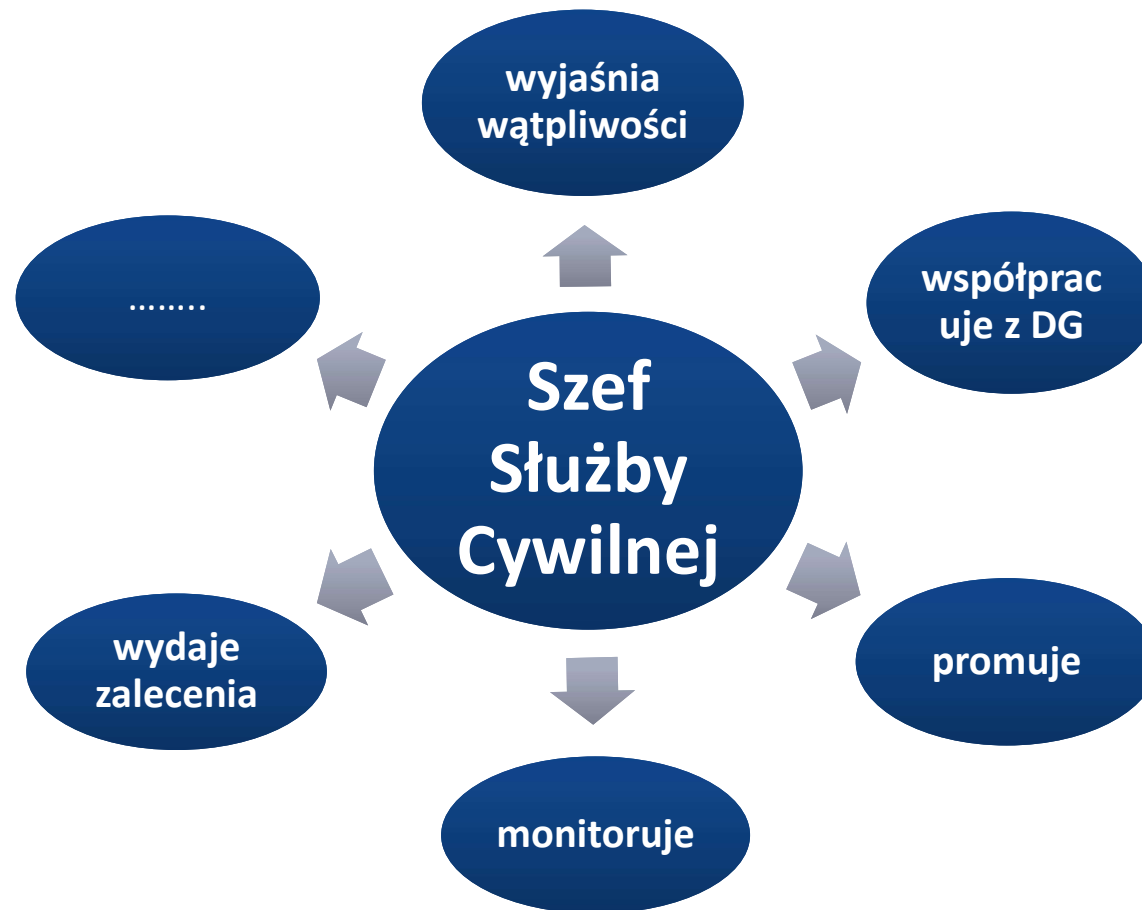 wyjaśnia
wątpliwości
........
współprac
uje z DG
Szef
Służby
Cywilnej
wydaje
zalecenia
promuje
monitoruje